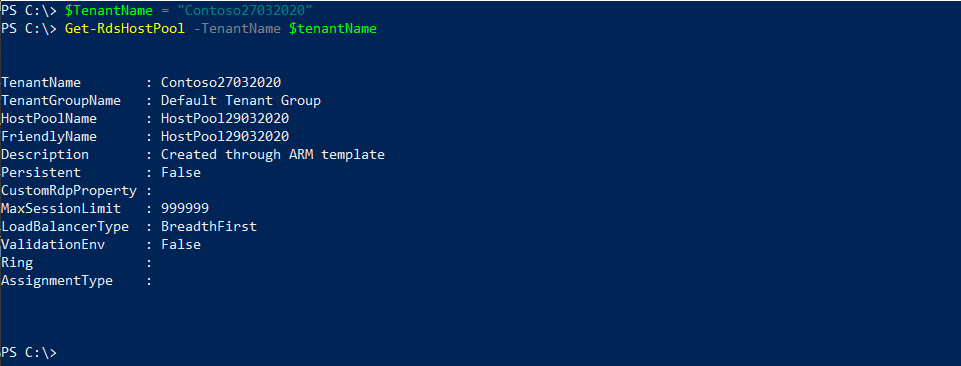 PS C:\> $TenantName = "Contoso27032020"
PS C:\> Get-RdsHostPool -TenantName $tenantName
TenantName : Contoso27032020
TenantGroupName : Default Tenant Group
HostPoolName : HostPool29032020
FriendlyName : HostPool29032020
Description : Created through ARM template
Persistent : False
CustomRdpProperty :
MaxSessionLimit : 999999
LoadBalancerType : BreadthFirst
ValidationEnv : False
Ring :
AssignmentType :
PS C:\>